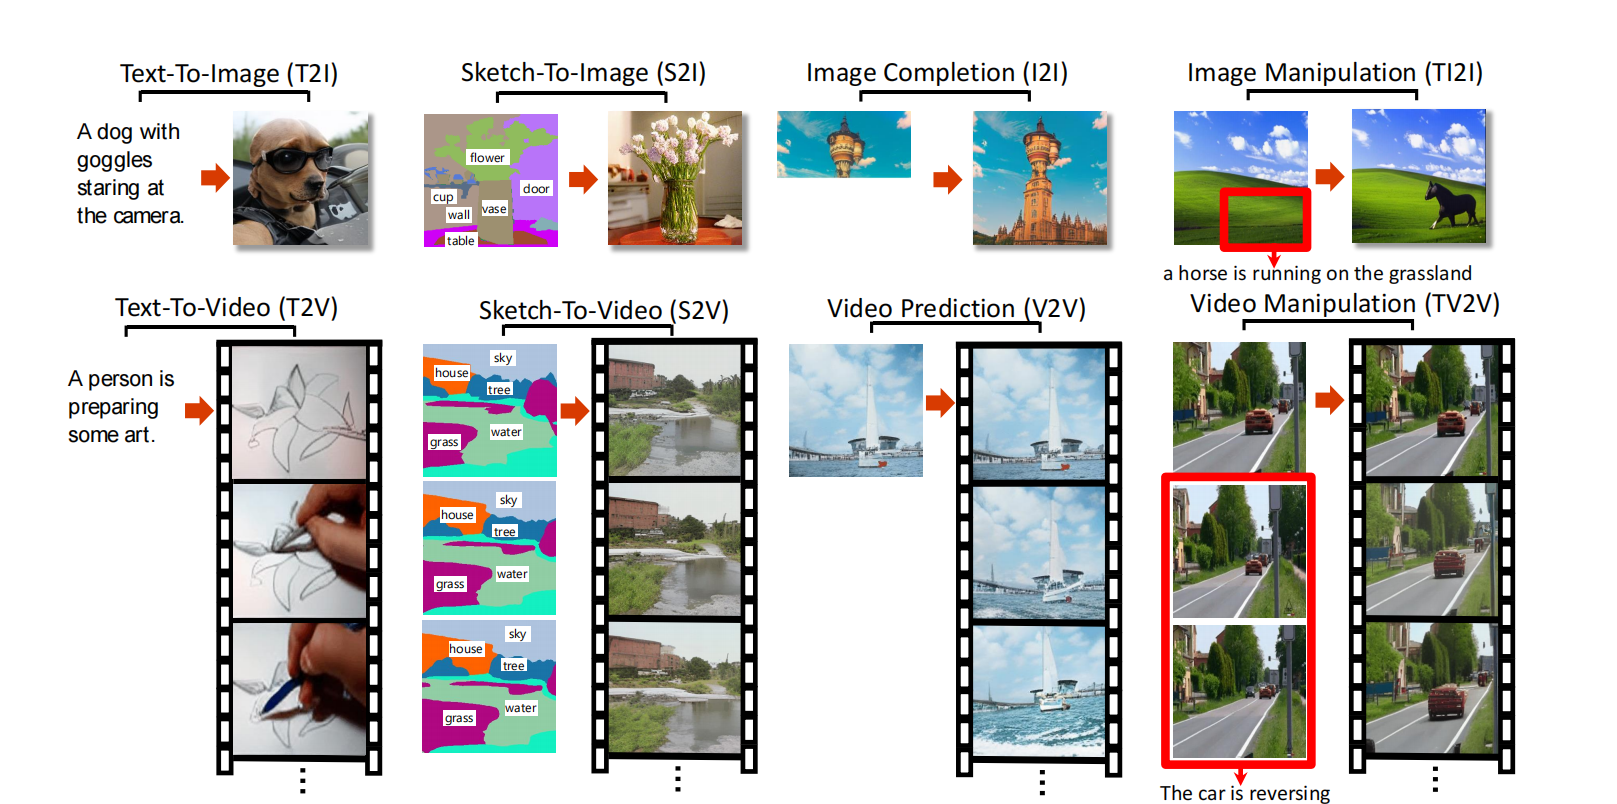 Text-To-Image (T2I)
Sketch-To-Image (S2I)
Image Completion (I2I)
Image Manipulation (TI2I)
A dog with
goggles
staring at
the camera.
flower
door
cup
wall
vase
table
a horse is running on the grassland
Text-To-Video (T2V)
Sketch-To-Video (S2V)
Video Prediction (V2V)
Video Manipulation (TV2V)
A person is
preparing
some art.
sky
house
tree
water
grass
sky
house
tree
water
grass
sky
house
tree
water
grass
The car is reversing